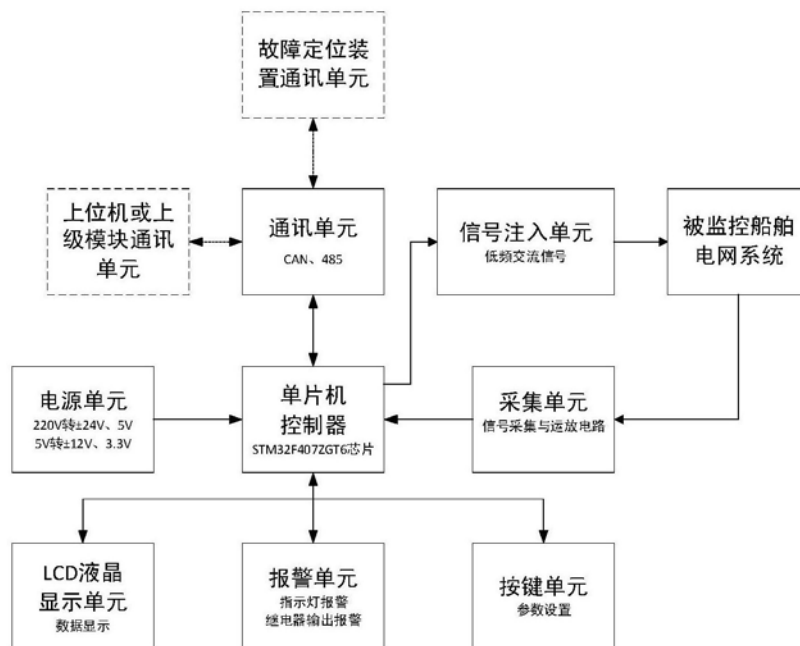 故障定位装
置通讯单元
上位机或上
级模块通讯
单元
通讯单元
CAN、485
信号注入单元
低频交流信号
被监控船舶
电网系统
电源单元
220V转±24V、5V
5V转±12V、3.3V
单片机
控制器
STM32F407ZGT6芯片
采集单元
信号采集与运放电路
LCD液晶
显示单元
数据显示
报警单元
指示灯报警
继电器输出报警
按键单元
参数设置